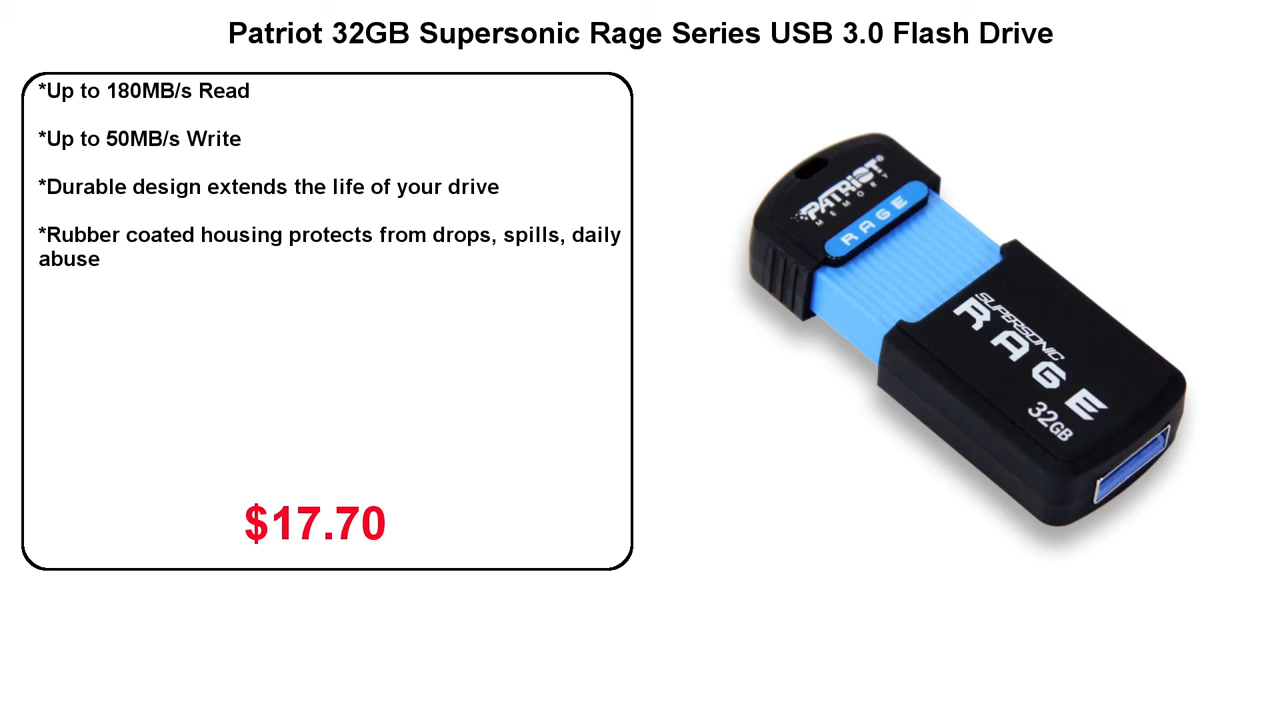 Patriot 32GB Supersonic Rage Series USB 3.0 Flash Drive
*Up to 180MB/s Read
*Up to 50MB/s Write
*Durable design extends the life of your drive
*Rubber coated housing protects from drops, spills, daily
abuse
$17.70
PATRIOT®
MEMORY
RAGE
SUPERSONIC
RAGE
32GB